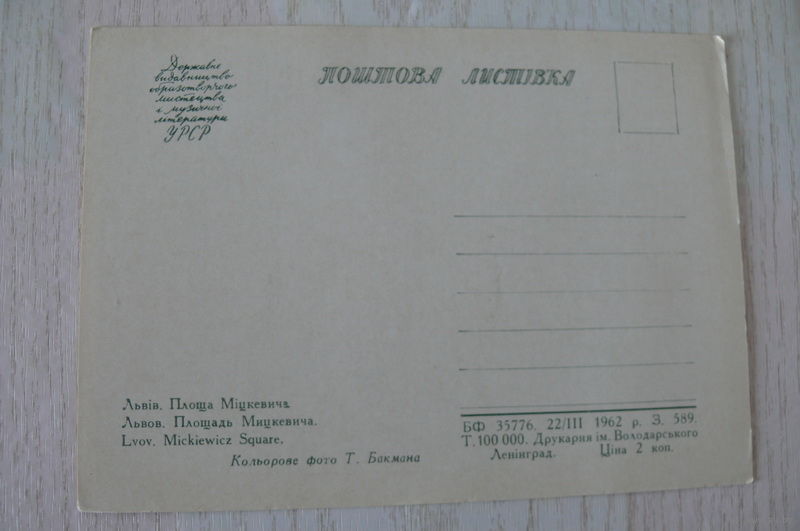 Державне
видавництво
образотворчого
мистецтва
і музичної
літератури
УРСР
ПОШТОВА ЛИСТІВКА
Львів. Площа Міцкевича.
Львов. Площадь Мицкевича.
Lvov. Mickiewicz Square.
Кольорове фото Т. Бакмана
БФ 35776. 22/III 1962 р. З. 589.
Т. 100 000. Друкарня ім. Володарського
Ленінград. Ціна 2 коп.